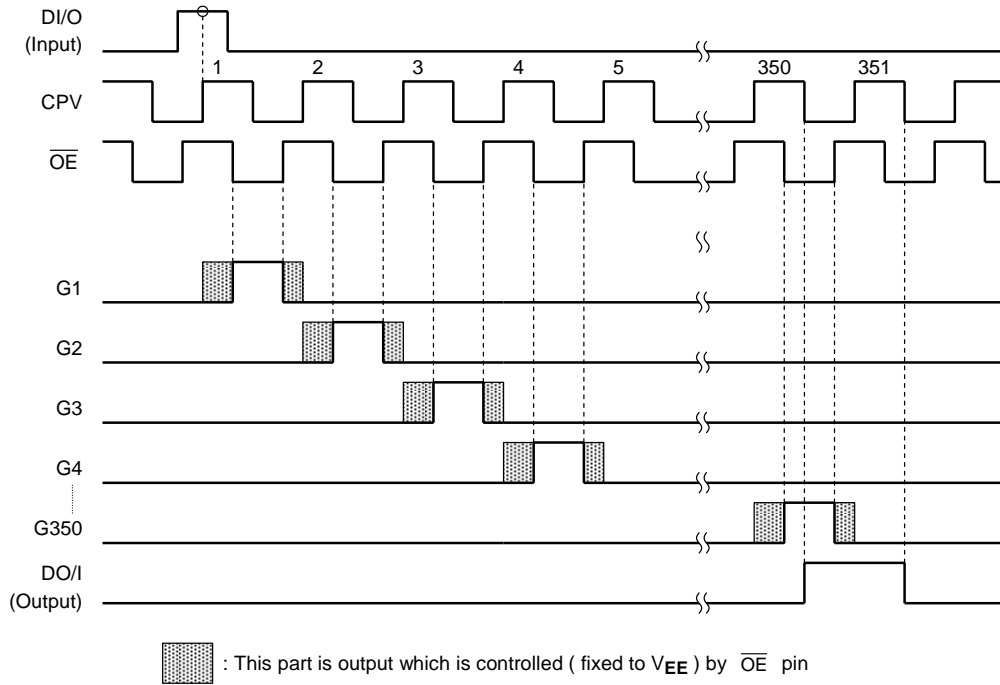 DI/O
(Input)
1 2 3 4 5 350 351
CPV
OE
G1
G2
G3
G4
G350
DO/I
(Output)
: This part is output which is controlled ( fixed to VEE ) by OE pin